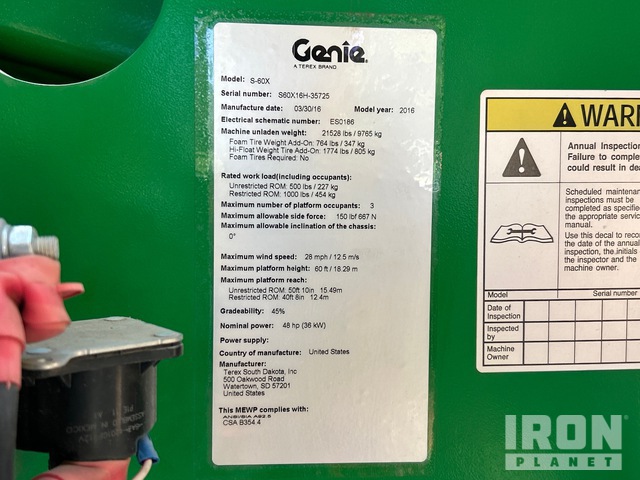 Genie
A TEREX BRAND
Model: S-60X
Serial number: S60X16H-35725
Manufacture date: 03/30/16 Model year: 2016
Electrical schematic number: ES0186
Machine unladen weight: 21528 lbs / 9765 kg
Foam Tire Weight Add-On: 764 lbs / 347 kg
Hi-Float Weight Tire Add-On: 1774 lbs / 805 kg
Foam Tires Required: No
Rated work load(including occupants):
Unrestricted ROM: 500 lbs / 227 kg
Restricted ROM: 1000 lbs / 454 kg
Maximum number of platform occupants: 3
Maximum allowable side force: 150 lbf 667 N
Maximum allowable inclination of the chassis:
0°
Maximum wind speed: 28 mph / 12.5 m/s
Maximum platform height: 60 ft / 18.29 m
Maximum platform reach:
Unrestricted ROM: 50ft 10in 15.49m
Restricted ROM: 40ft 8in 12.4m
Gradeability: 45%
Nominal power: 48 hp (36 kW)
Power supply:
Country of manufacture: United States
Manufacturer:
Terex South Dakota, Inc
500 Oakwood Road
Watertown, SD 57201
United States
This MEWP complies with:
ANSI/SIA A92.5
CSA B354.4
WARN
Annual Inspectio
Failure to comple
could result in dea
Scheduled maintenan
inspections must be
completed as specifie
the appropriate servic
manual.
Use this decal to reco
the date of the annual
inspection, the initials
the inspector and the
machine owner.
Model Serial number
Date of
Inspection
Inspected
by
Machine
Owner
ASSEMBLED IN MEXICO
IRON
PLANET